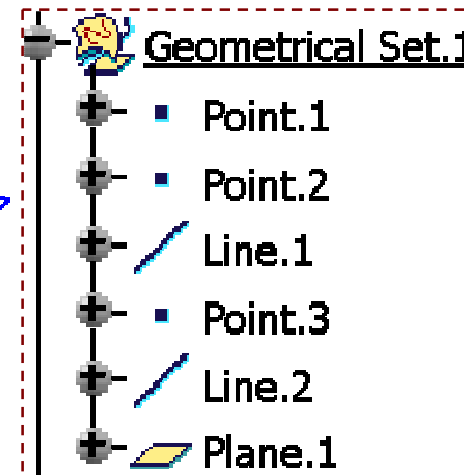 Geometrical Set.1
Point.1
Point.2
Line.1
Point.3
Line.2
Plane.1